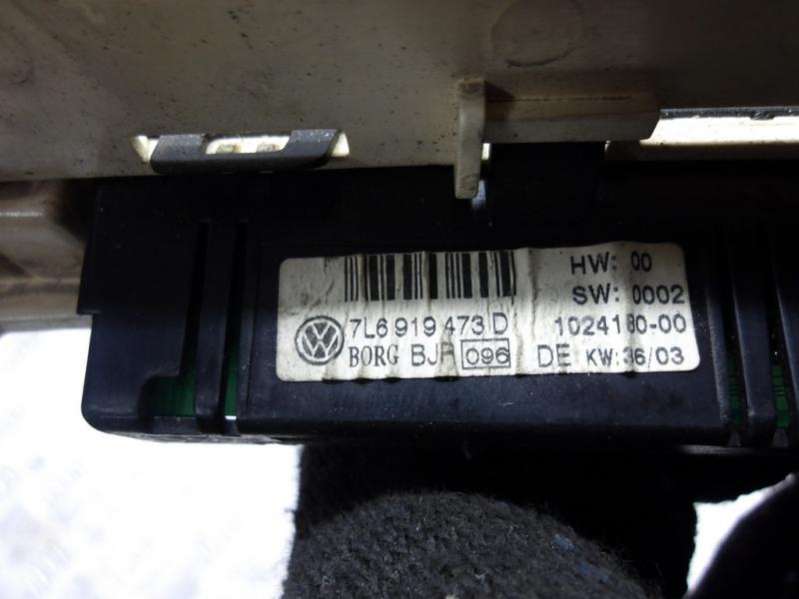 HW: 00
SW: 0002
7L6 919 473 D 1024180-00
BORG BJR 096 DE KW:36/03